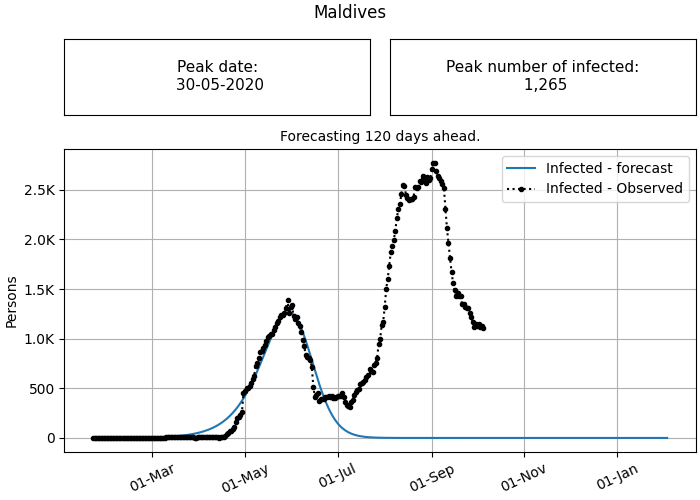 Maldives
Peak date:
30-05-2020
Peak number of infected:
1,265
Forecasting 120 days ahead.
Infected - forecast
Infected - Observed
Persons
2.5K
2.0K
1.5K
1.0K
500
0
01-Mar
01-May
01-Jul
01-Sep
01-Nov
01-Jan